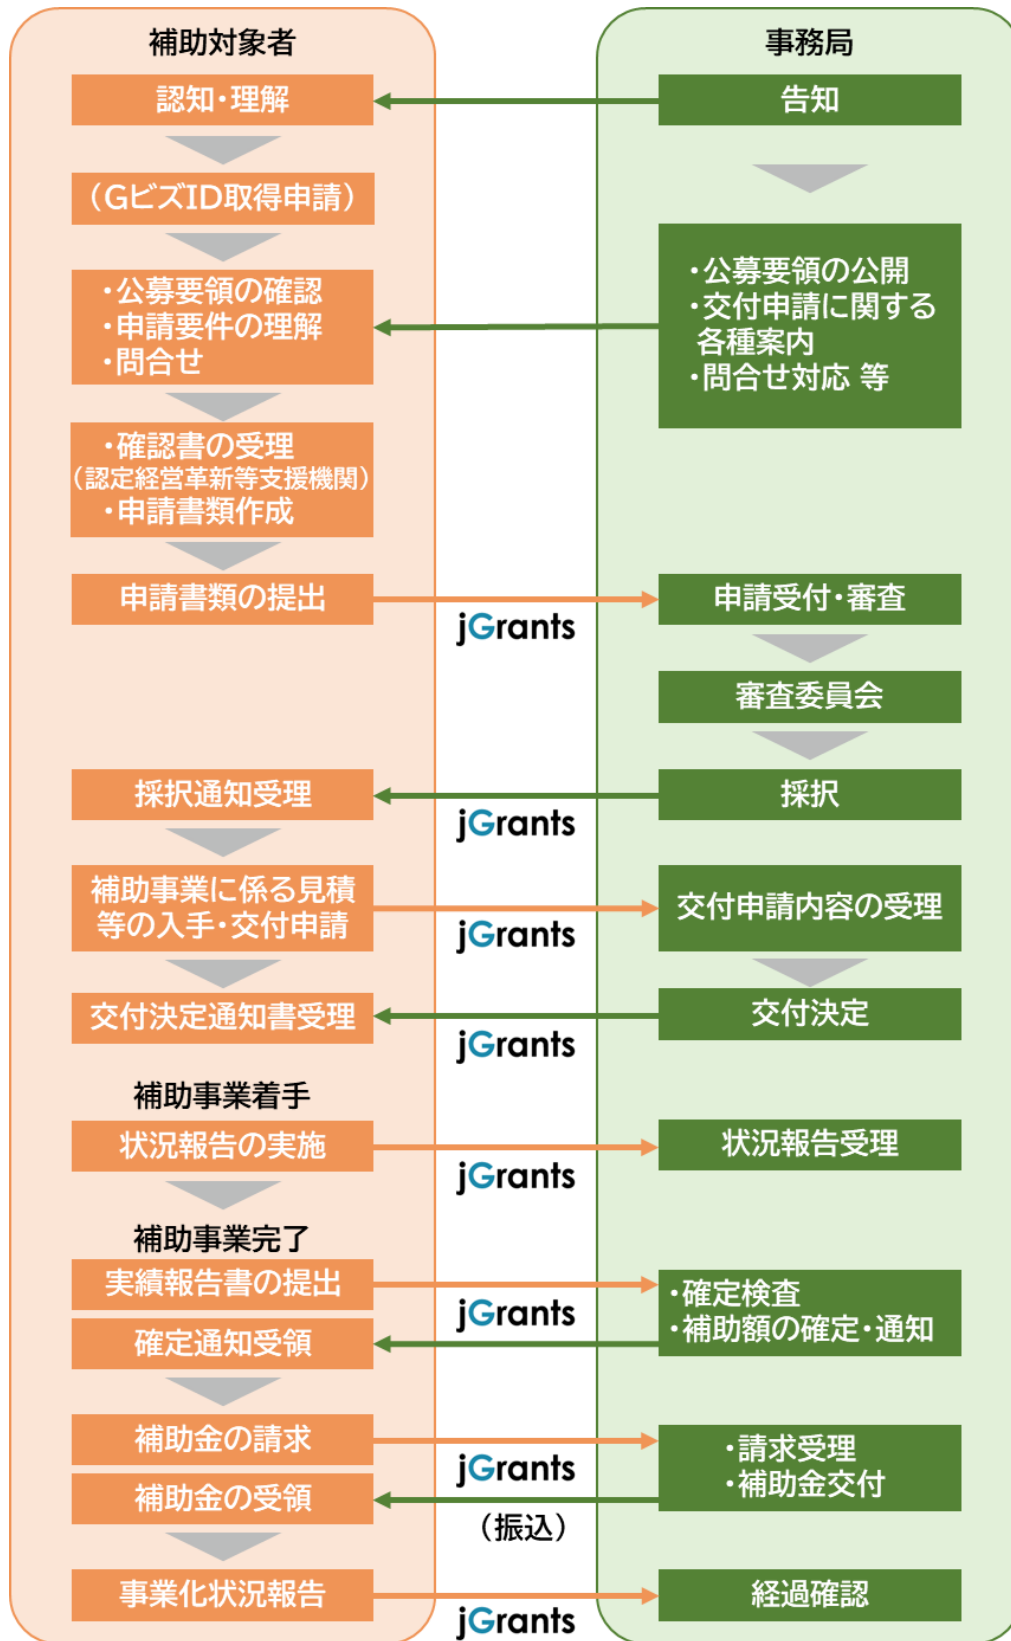 補助対象者
事務局
認知・理解
告知
（GビズID取得申請）
・公募要領の確認
・申請要件の理解
・問合せ
・公募要領の公開
・交付申請に関する
各種案内
・問合せ対応 等
・確認書の受理
（認定経営革新等支援機関）
・申請書類作成
申請書類の提出
jGrants
申請受付・審査
審査委員会
採択通知受理
jGrants
採択
補助事業に係る見積
等の入手・交付申請
jGrants
交付申請内容の受理
交付決定通知書受理
jGrants
交付決定
補助事業着手
状況報告の実施
jGrants
状況報告受理
補助事業完了
実績報告書の提出
jGrants
・確定検査
・補助額の確定・通知
確定通知受領
補助金の請求
jGrants
・請求受理
・補助金交付
補助金の受領
（振込）
事業化状況報告
jGrants
経過確認